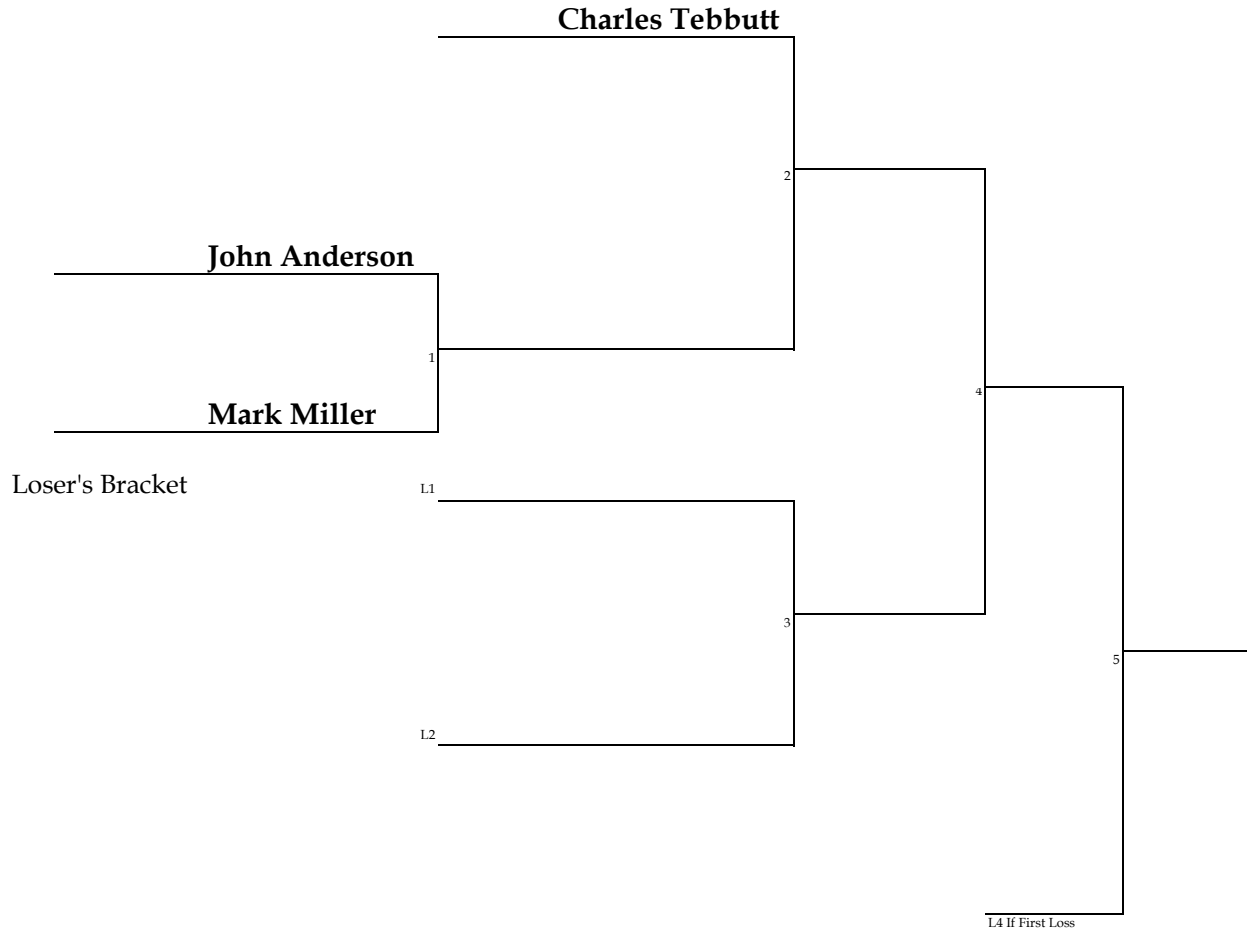 Charles Tebbutt
2
John Anderson
1
4
Mark Miller
Loser's Bracket
L1
3
5
L2
L4 If First Loss